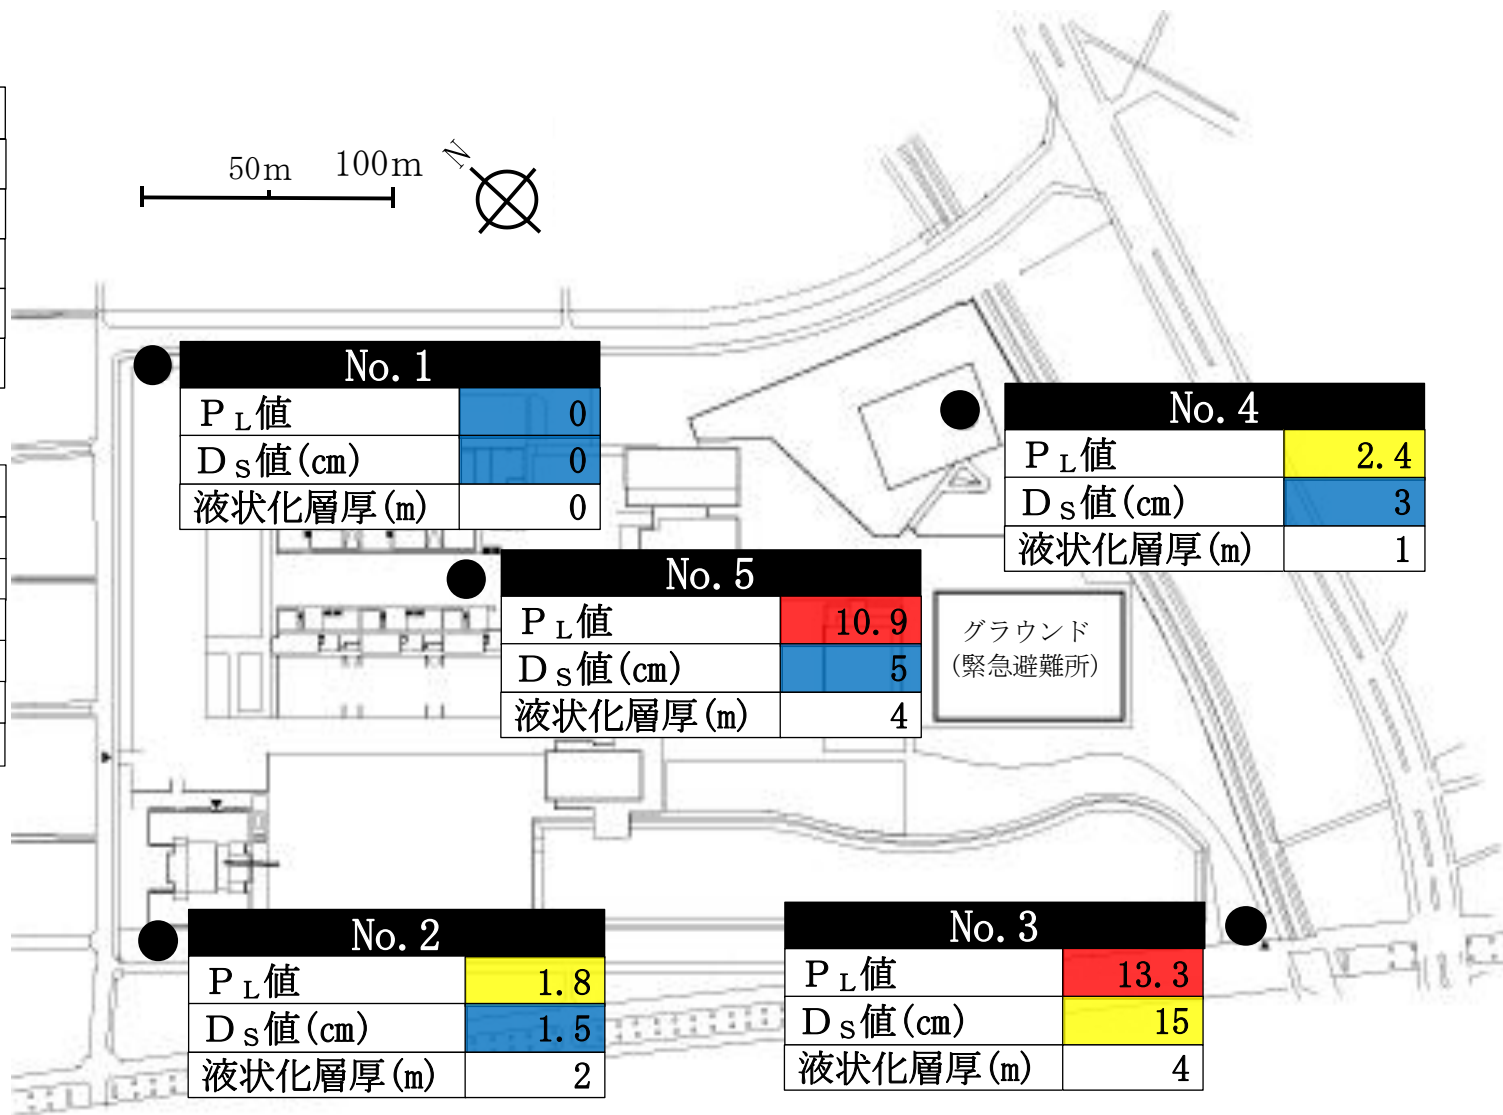 50m 100m
N
No. 1
PL値 0
Ds値(cm) 0
液状化層厚(m) 0
No. 4
PL値 2.4
Ds値(cm) 3
液状化層厚(m) 1
No. 5
PL値 10.9
Ds値(cm) 5
液状化層厚(m) 4
グラウンド
(緊急避難所)
No. 2
PL値 1.8
Ds値(cm) 1.5
液状化層厚(m) 2
No. 3
PL値 13.3
Ds値(cm) 15
液状化層厚(m) 4